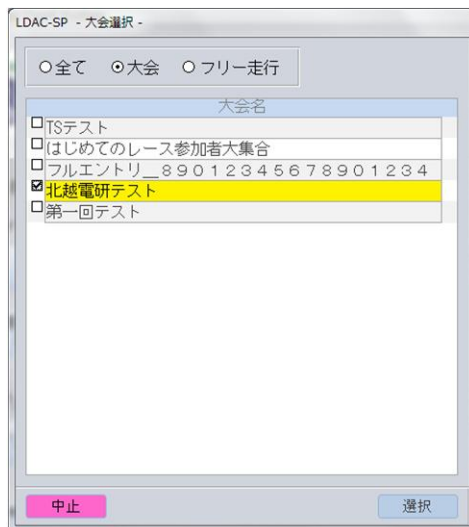 LDAC-SP - 大会選択 -
全て 大会 フリー走行
大会名
TSテスト
はじめてのレース参加者大集合
フルエントリ＿８９０１２３４５６７８９０１２３４
北越電研テスト
第一回テスト
中止 選択